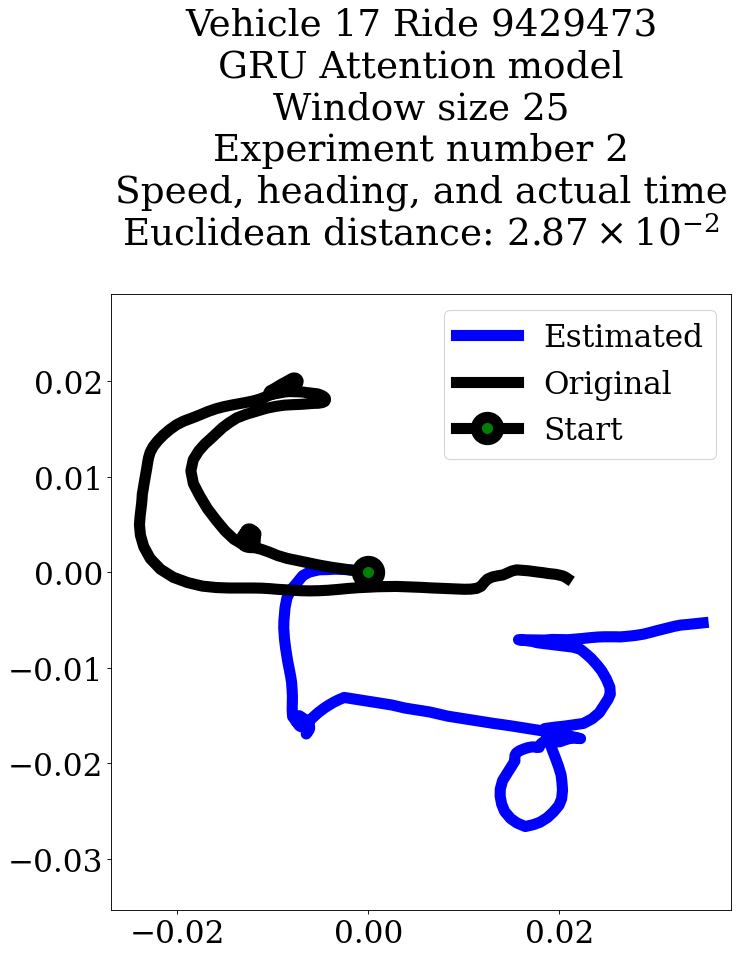 Vehicle 17 Ride 9429473
GRU Attention model
Window size 25
Experiment number 2
Speed, heading, and actual time
Euclidean distance: 2.87 × 10⁻²
Estimated
Original
Start
0.02
0.01
0.00
−0.01
−0.02
−0.03
−0.02 0.00 0.02